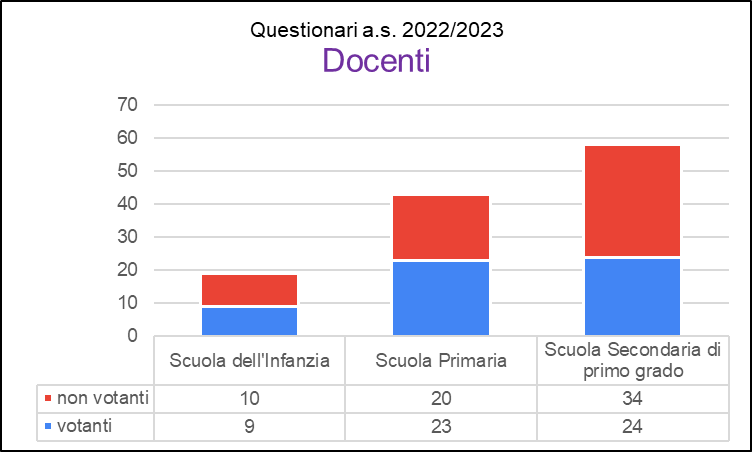 Questionari a.s. 2022/2023
Docenti
70
60
50
40
30
20
10
0
Scuola dell'Infanzia
Scuola Primaria
Scuola Secondaria di
primo grado
non votanti 10 20 34
votanti 9 23 24